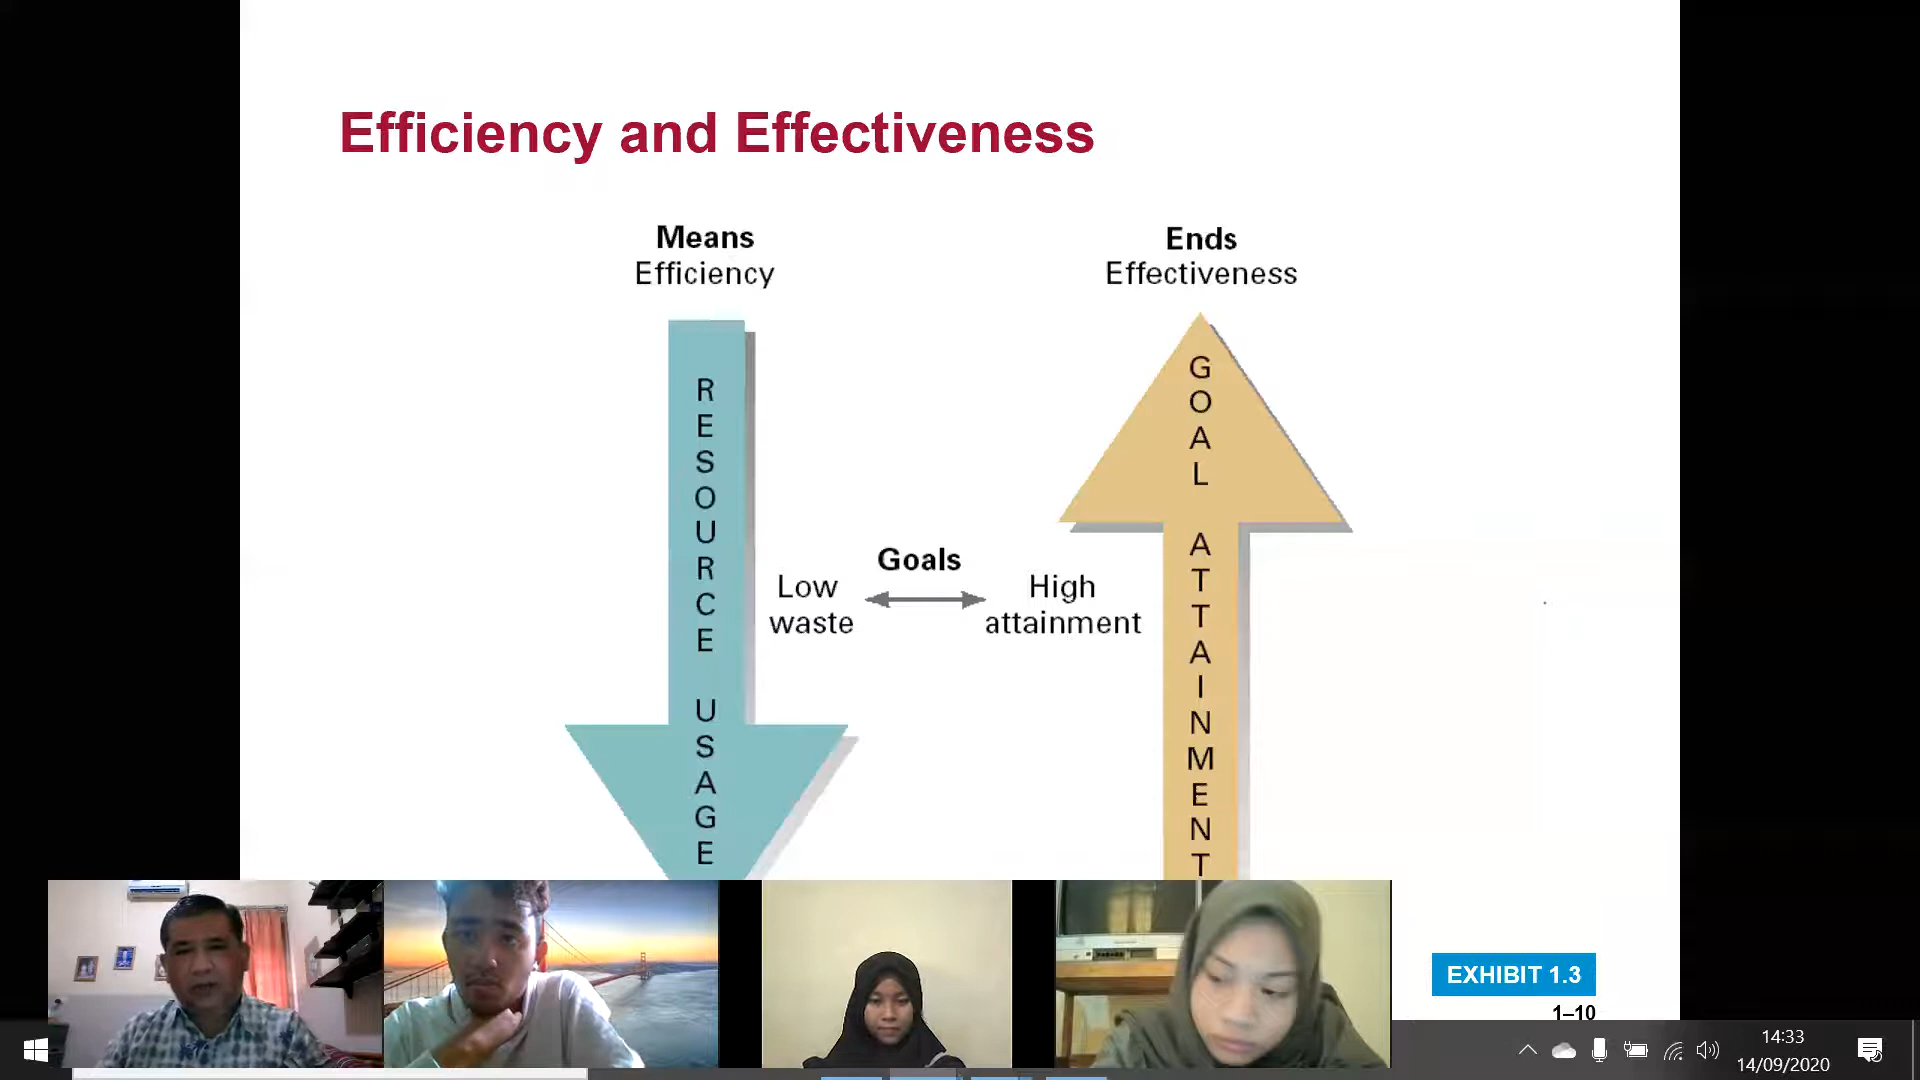 Efficiency and Effectiveness
Means
Efficiency
Ends
Effectiveness
RESOURCE USAGE
Goals
Low
waste
High
attainment
GOAL ATTAINMENT
EXHIBIT 1.3
1–10
14:33
14/09/2020